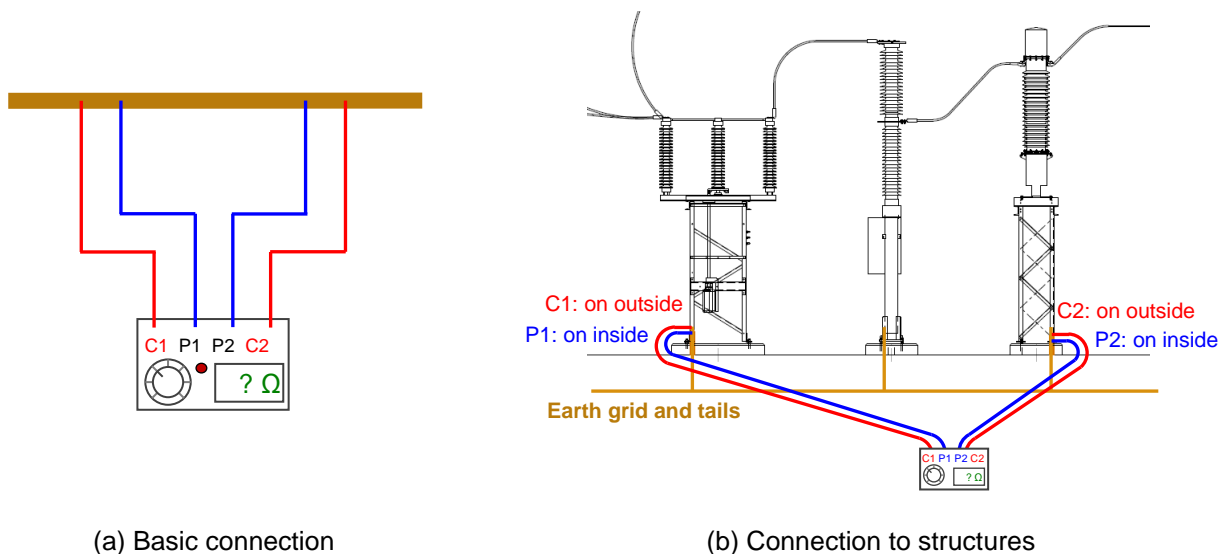 C1 P1 P2 C2
? Ω
(a) Basic connection
C1: on outside
P1: on inside
C2: on outside
P2: on inside
Earth grid and tails
C1 P1 P2 C2
? Ω
(b) Connection to structures